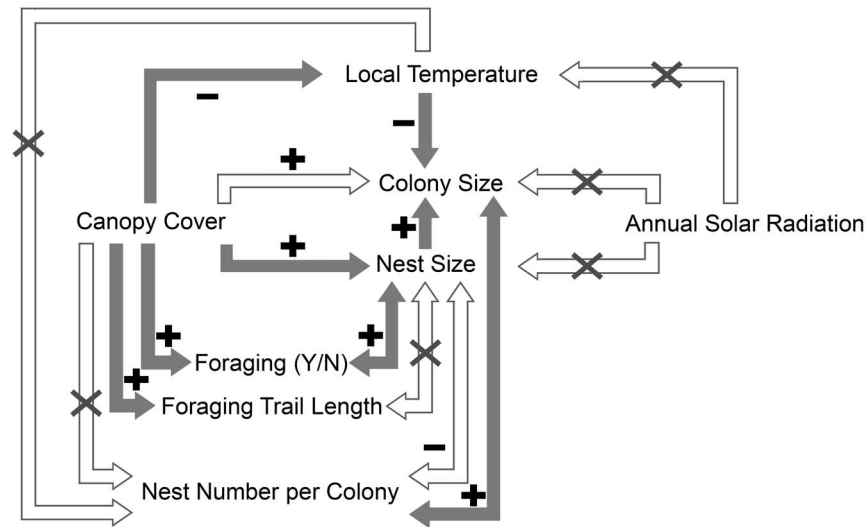 Local Temperature
−
−
+
Colony Size
Canopy Cover
Annual Solar Radiation
+
+
Nest Size
+
+
Foraging (Y/N)
+
Foraging Trail Length
−
Nest Number per Colony
+